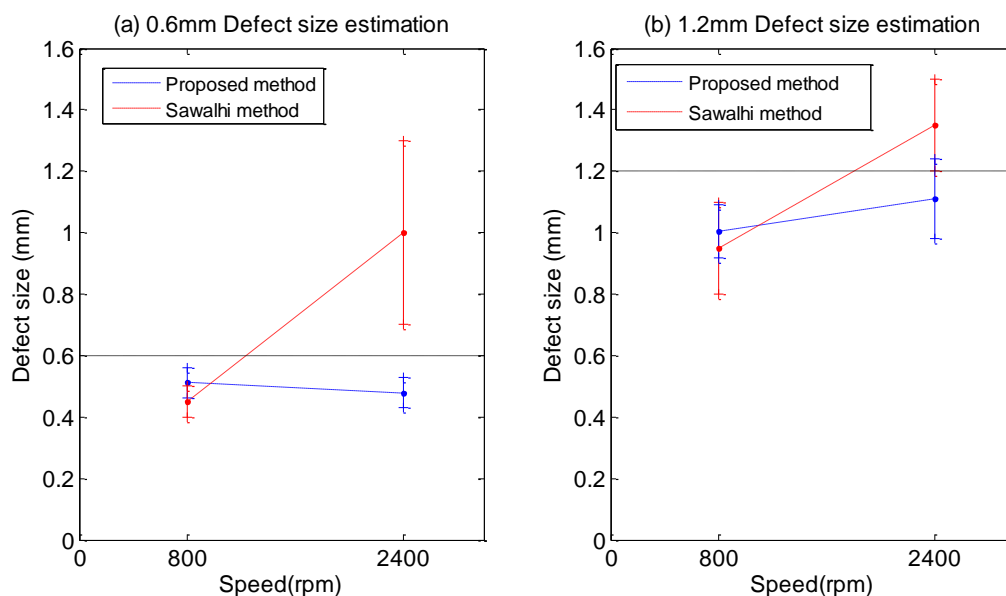 (a) 0.6mm Defect size estimation
Proposed method
Sawalhi method
Defect size (mm)
1.6
1.4
1.2
1
0.8
0.6
0.4
0.2
0
0
800
2400
Speed(rpm)
(b) 1.2mm Defect size estimation
Proposed method
Sawalhi method
Defect size (mm)
1.6
1.4
1.2
1
0.8
0.6
0.4
0.2
0
0
800
2400
Speed(rpm)